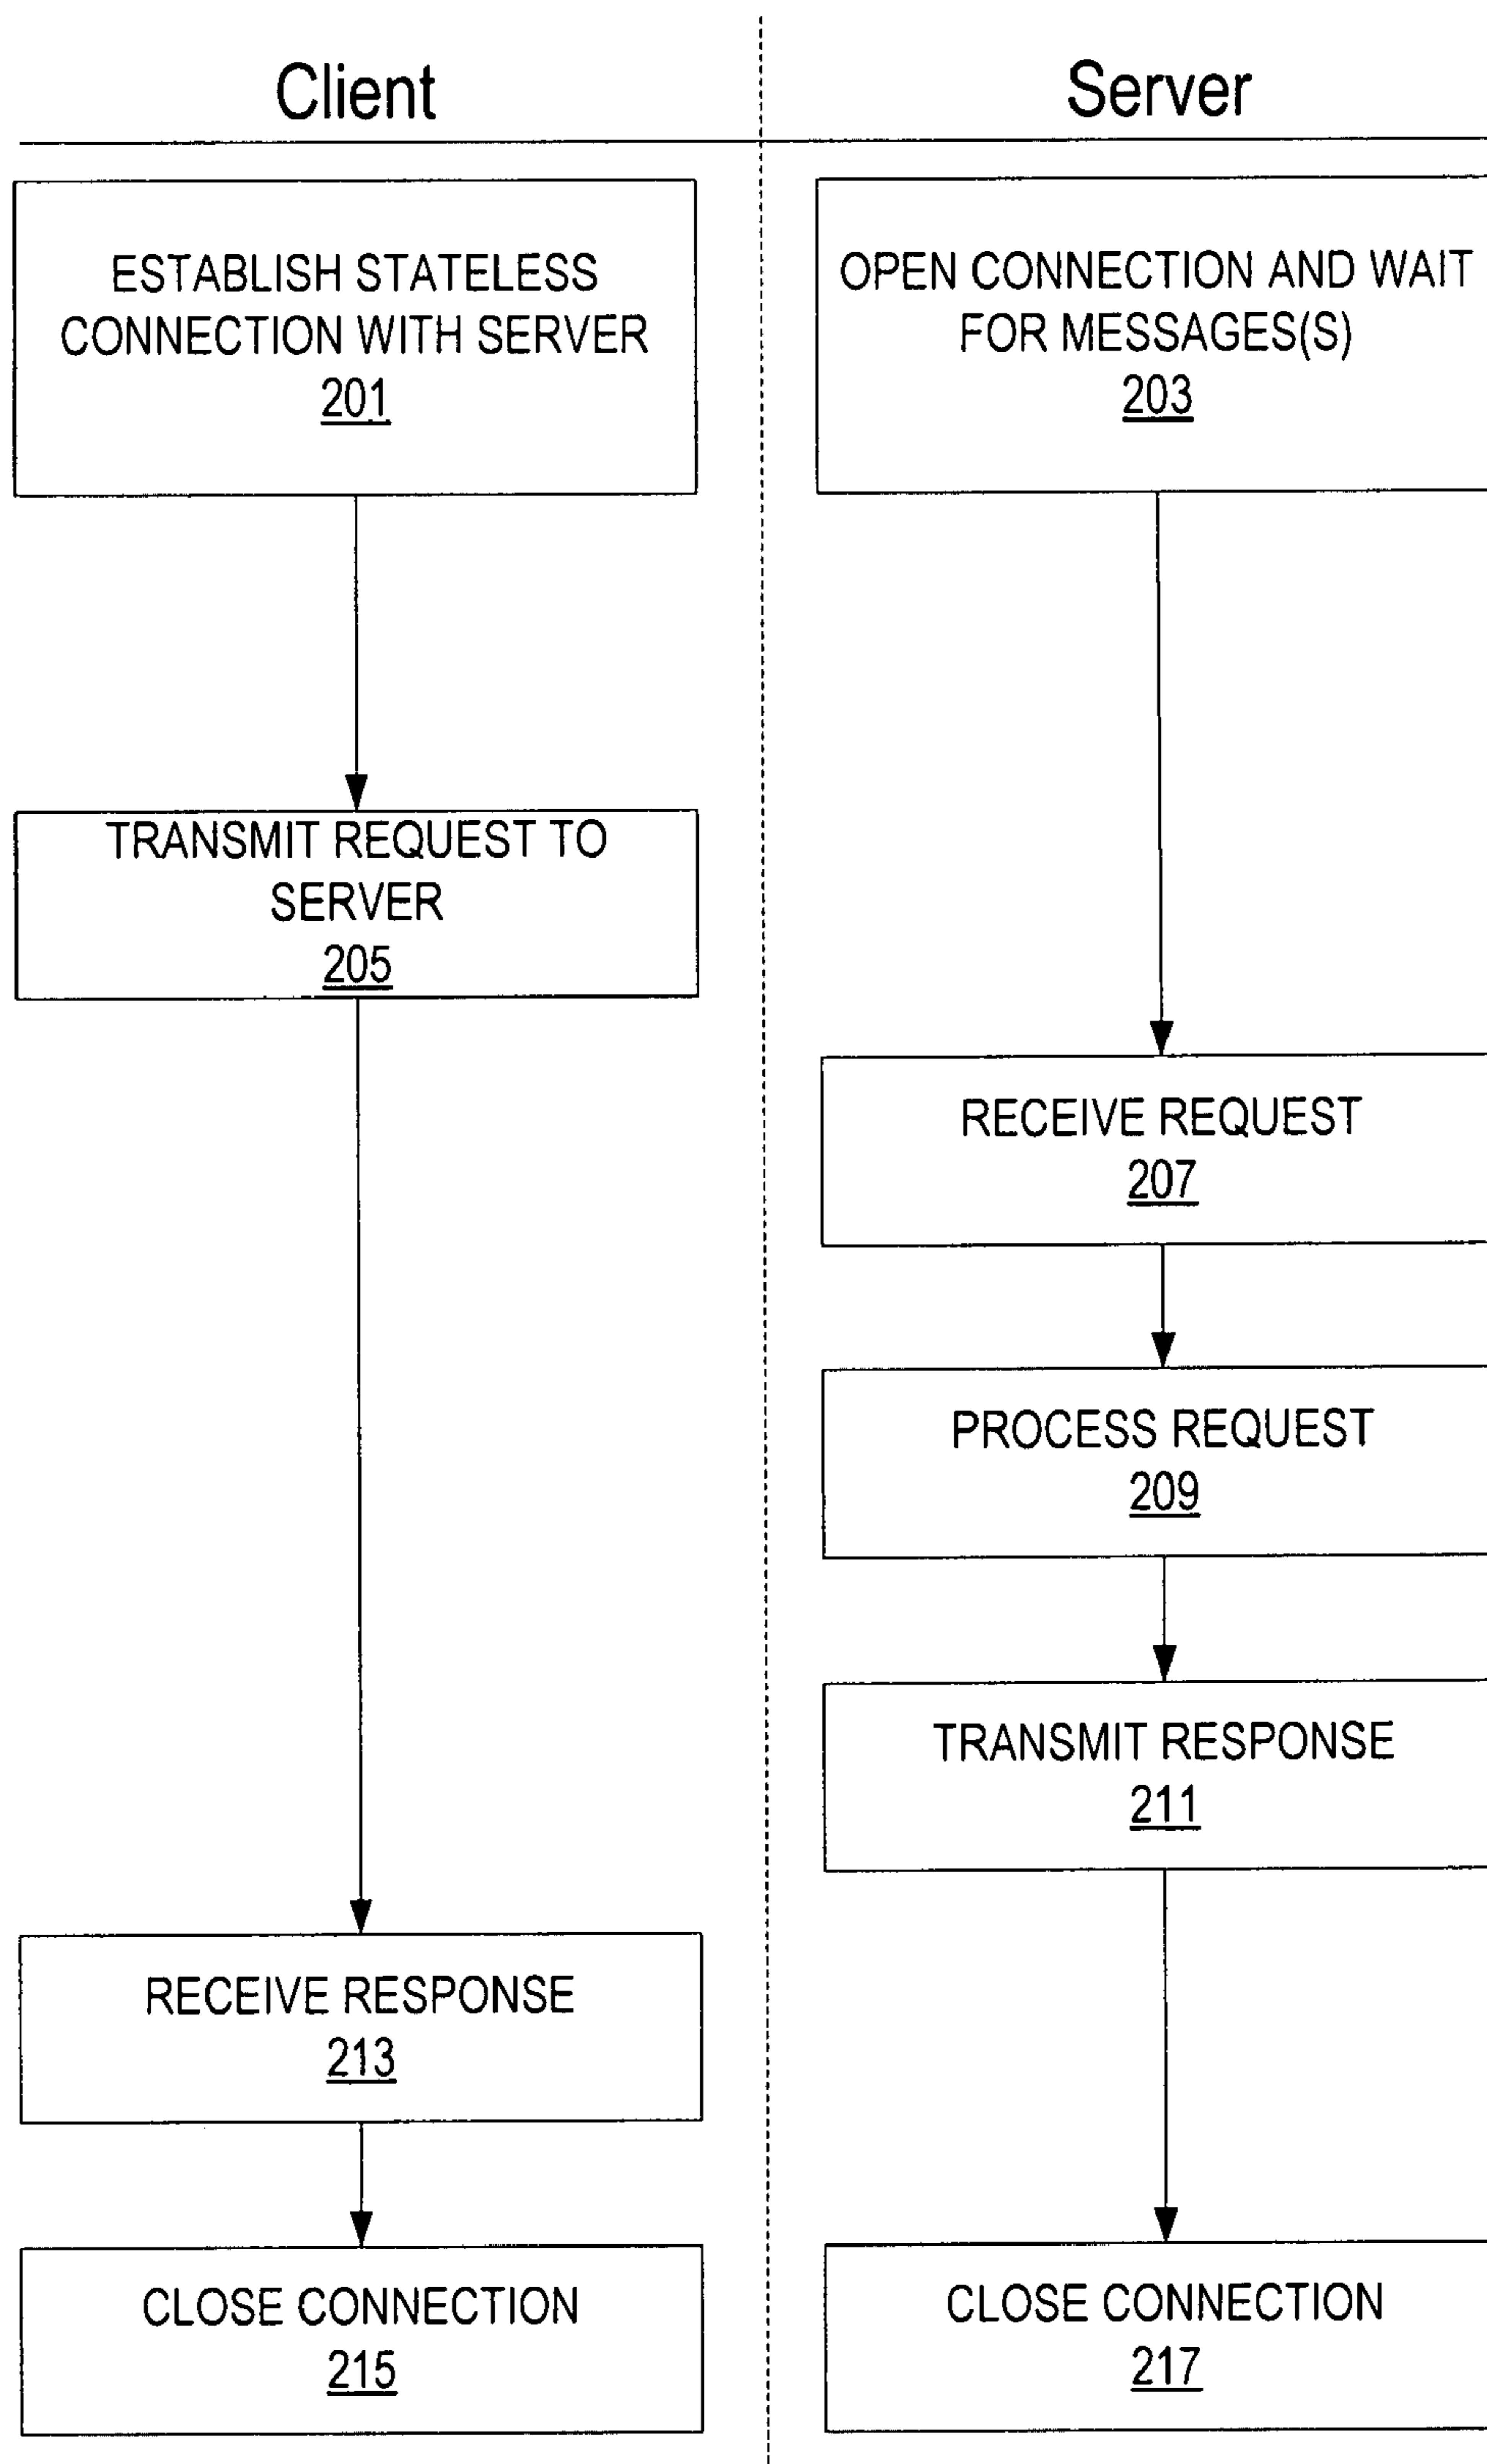 Client
Server
ESTABLISH STATELESS
CONNECTION WITH SERVER
201
OPEN CONNECTION AND WAIT
FOR MESSAGES(S)
203
TRANSMIT REQUEST TO
SERVER
205
RECEIVE REQUEST
207
PROCESS REQUEST
209
TRANSMIT RESPONSE
211
RECEIVE RESPONSE
213
CLOSE CONNECTION
215
CLOSE CONNECTION
217